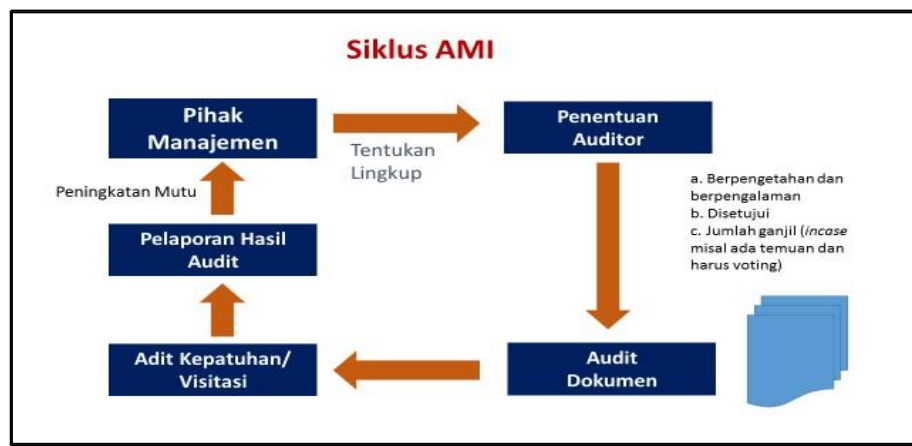 Siklus AMI
Pihak
Manajemen
Tentukan
Lingkup
Penentuan
Auditor
a. Berpengetahan dan
berpengalaman
b. Disetujui
c. Jumlah ganjil (incase
misal ada temuan dan
harus voting)
Peningkatan Mutu
Pelaporan Hasil
Audit
Adit Kepatuhan/
Visitasi
Audit
Dokumen